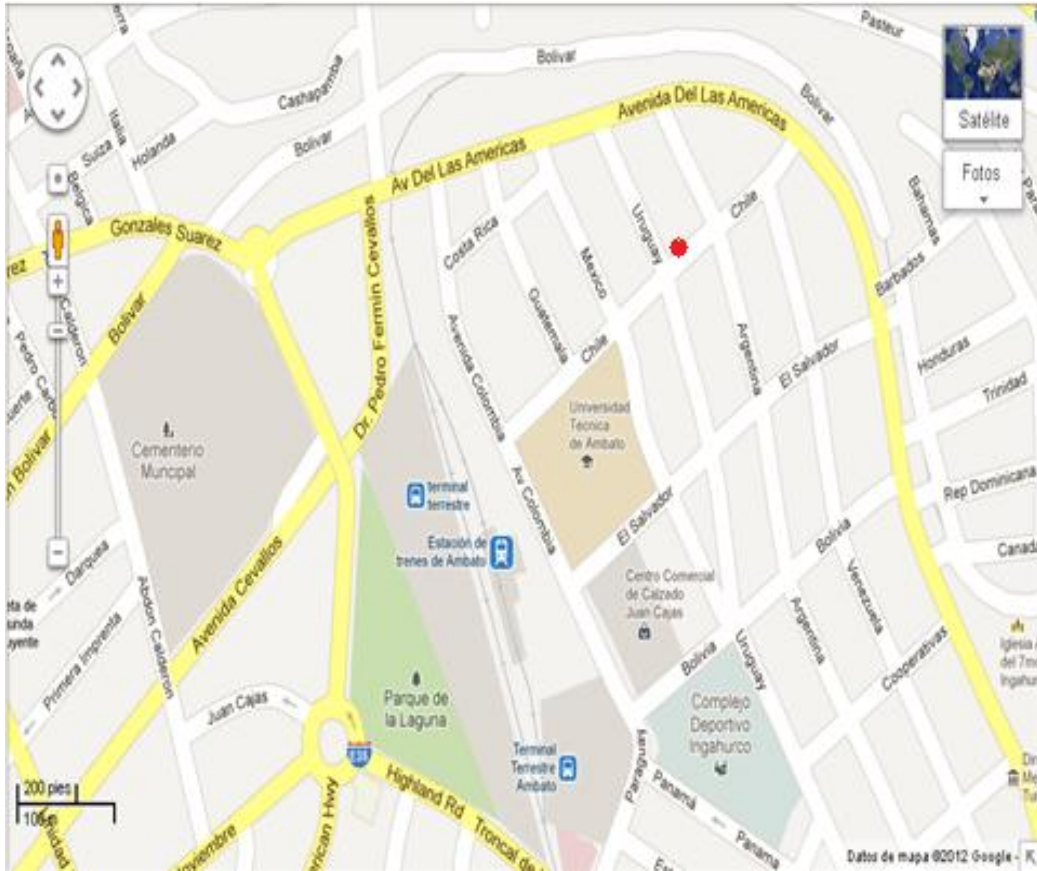 Pasteur
Bolivar
Cashapamba
Bolivar
Bolivar
Satélite
Fotos
Italia
Suiza
Holanda
Belgica
Avenida Del Las Americas
Av Del Las Americas
Gonzales Suarez
Bahamas
Chile
Uruguay
Costa Rica
Mexico
Barbados
Calderon
Bolivar
Dr. Pedro Fermin Cevallos
Guatemala
Avenida Colombia
Argentina
Honduras
Chile
El Salvador
Trinidad
Universidad
Tecnica
de Ambato
Cementerio
Municipal
Av Colombia
terminal
terrestre
Rep Dominicana
El Salvador
Bolivia
Estación de
trenes de Ambato
Canada
Darquea
Centro Comercial
de Calzado
Juan Cajas
Avenida Cevallos
Abdon Calderon
Venezuela
Argentina
Primera Imprenta
Bolivia
Uruguay
Cooperativas
Juan Cajas
Parque de
la Laguna
Complejo
Deportivo
Ingahurco
Terminal
Terrestre
Ambato
Paraguay
Panamá
Panama
Highland Rd
Troncal de
200 pies
100 m
Datos de mapa ©2012 Google -